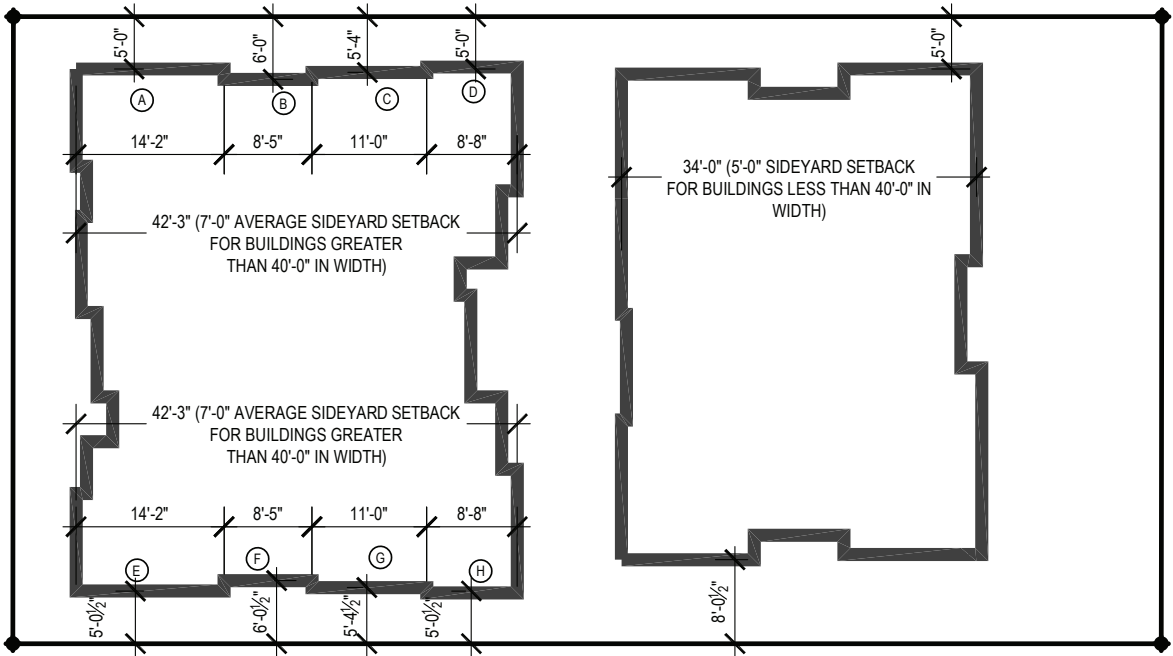 5'-0"
6'-0"
5'-4"
5'-0"
5'-0"
A
B
C
D
14'-2"
8'-5"
11'-0"
8'-8"
42'-3" (7'-0" AVERAGE SIDEYARD SETBACK
FOR BUILDINGS GREATER
THAN 40'-0" IN WIDTH)
34'-0" (5'-0" SIDEYARD SETBACK
FOR BUILDINGS LESS THAN 40'-0" IN
WIDTH)
42'-3" (7'-0" AVERAGE SIDEYARD SETBACK
FOR BUILDINGS GREATER
THAN 40'-0" IN WIDTH)
14'-2"
8'-5"
11'-0"
8'-8"
E
F
G
H
5'-0½"
6'-0½"
5'-4½"
5'-0½"
8'-0½"